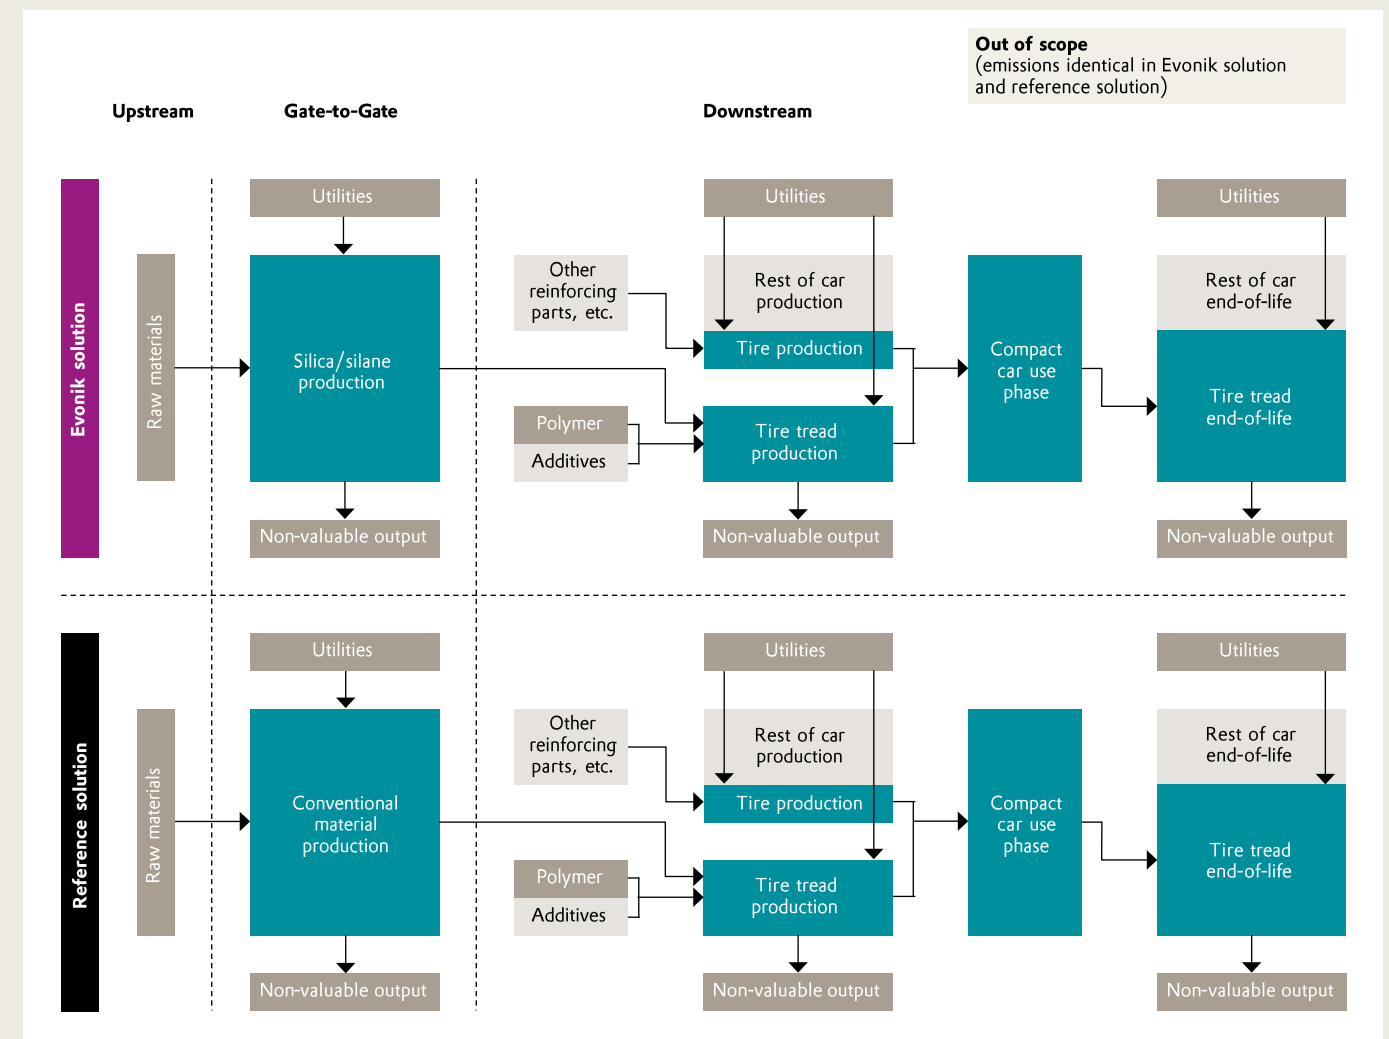 Out of scope
(emissions identical in Evonik solution
and reference solution)
Upstream
Gate-to-Gate
Downstream
Evonik solution
Raw materials
Utilities
Silica/silane
production
Non-valuable output
Other
reinforcing
parts, etc.
Polymer
Additives
Utilities
Rest of car
production
Tire production
Tire tread
production
Non-valuable output
Compact
car use
phase
Utilities
Rest of car
end-of-life
Tire tread
end-of-life
Non-valuable output
Reference solution
Raw materials
Utilities
Conventional
material
production
Non-valuable output
Other
reinforcing
parts, etc.
Polymer
Additives
Utilities
Rest of car
production
Tire production
Tire tread
production
Non-valuable output
Compact
car use
phase
Utilities
Rest of car
end-of-life
Tire tread
end-of-life
Non-valuable output